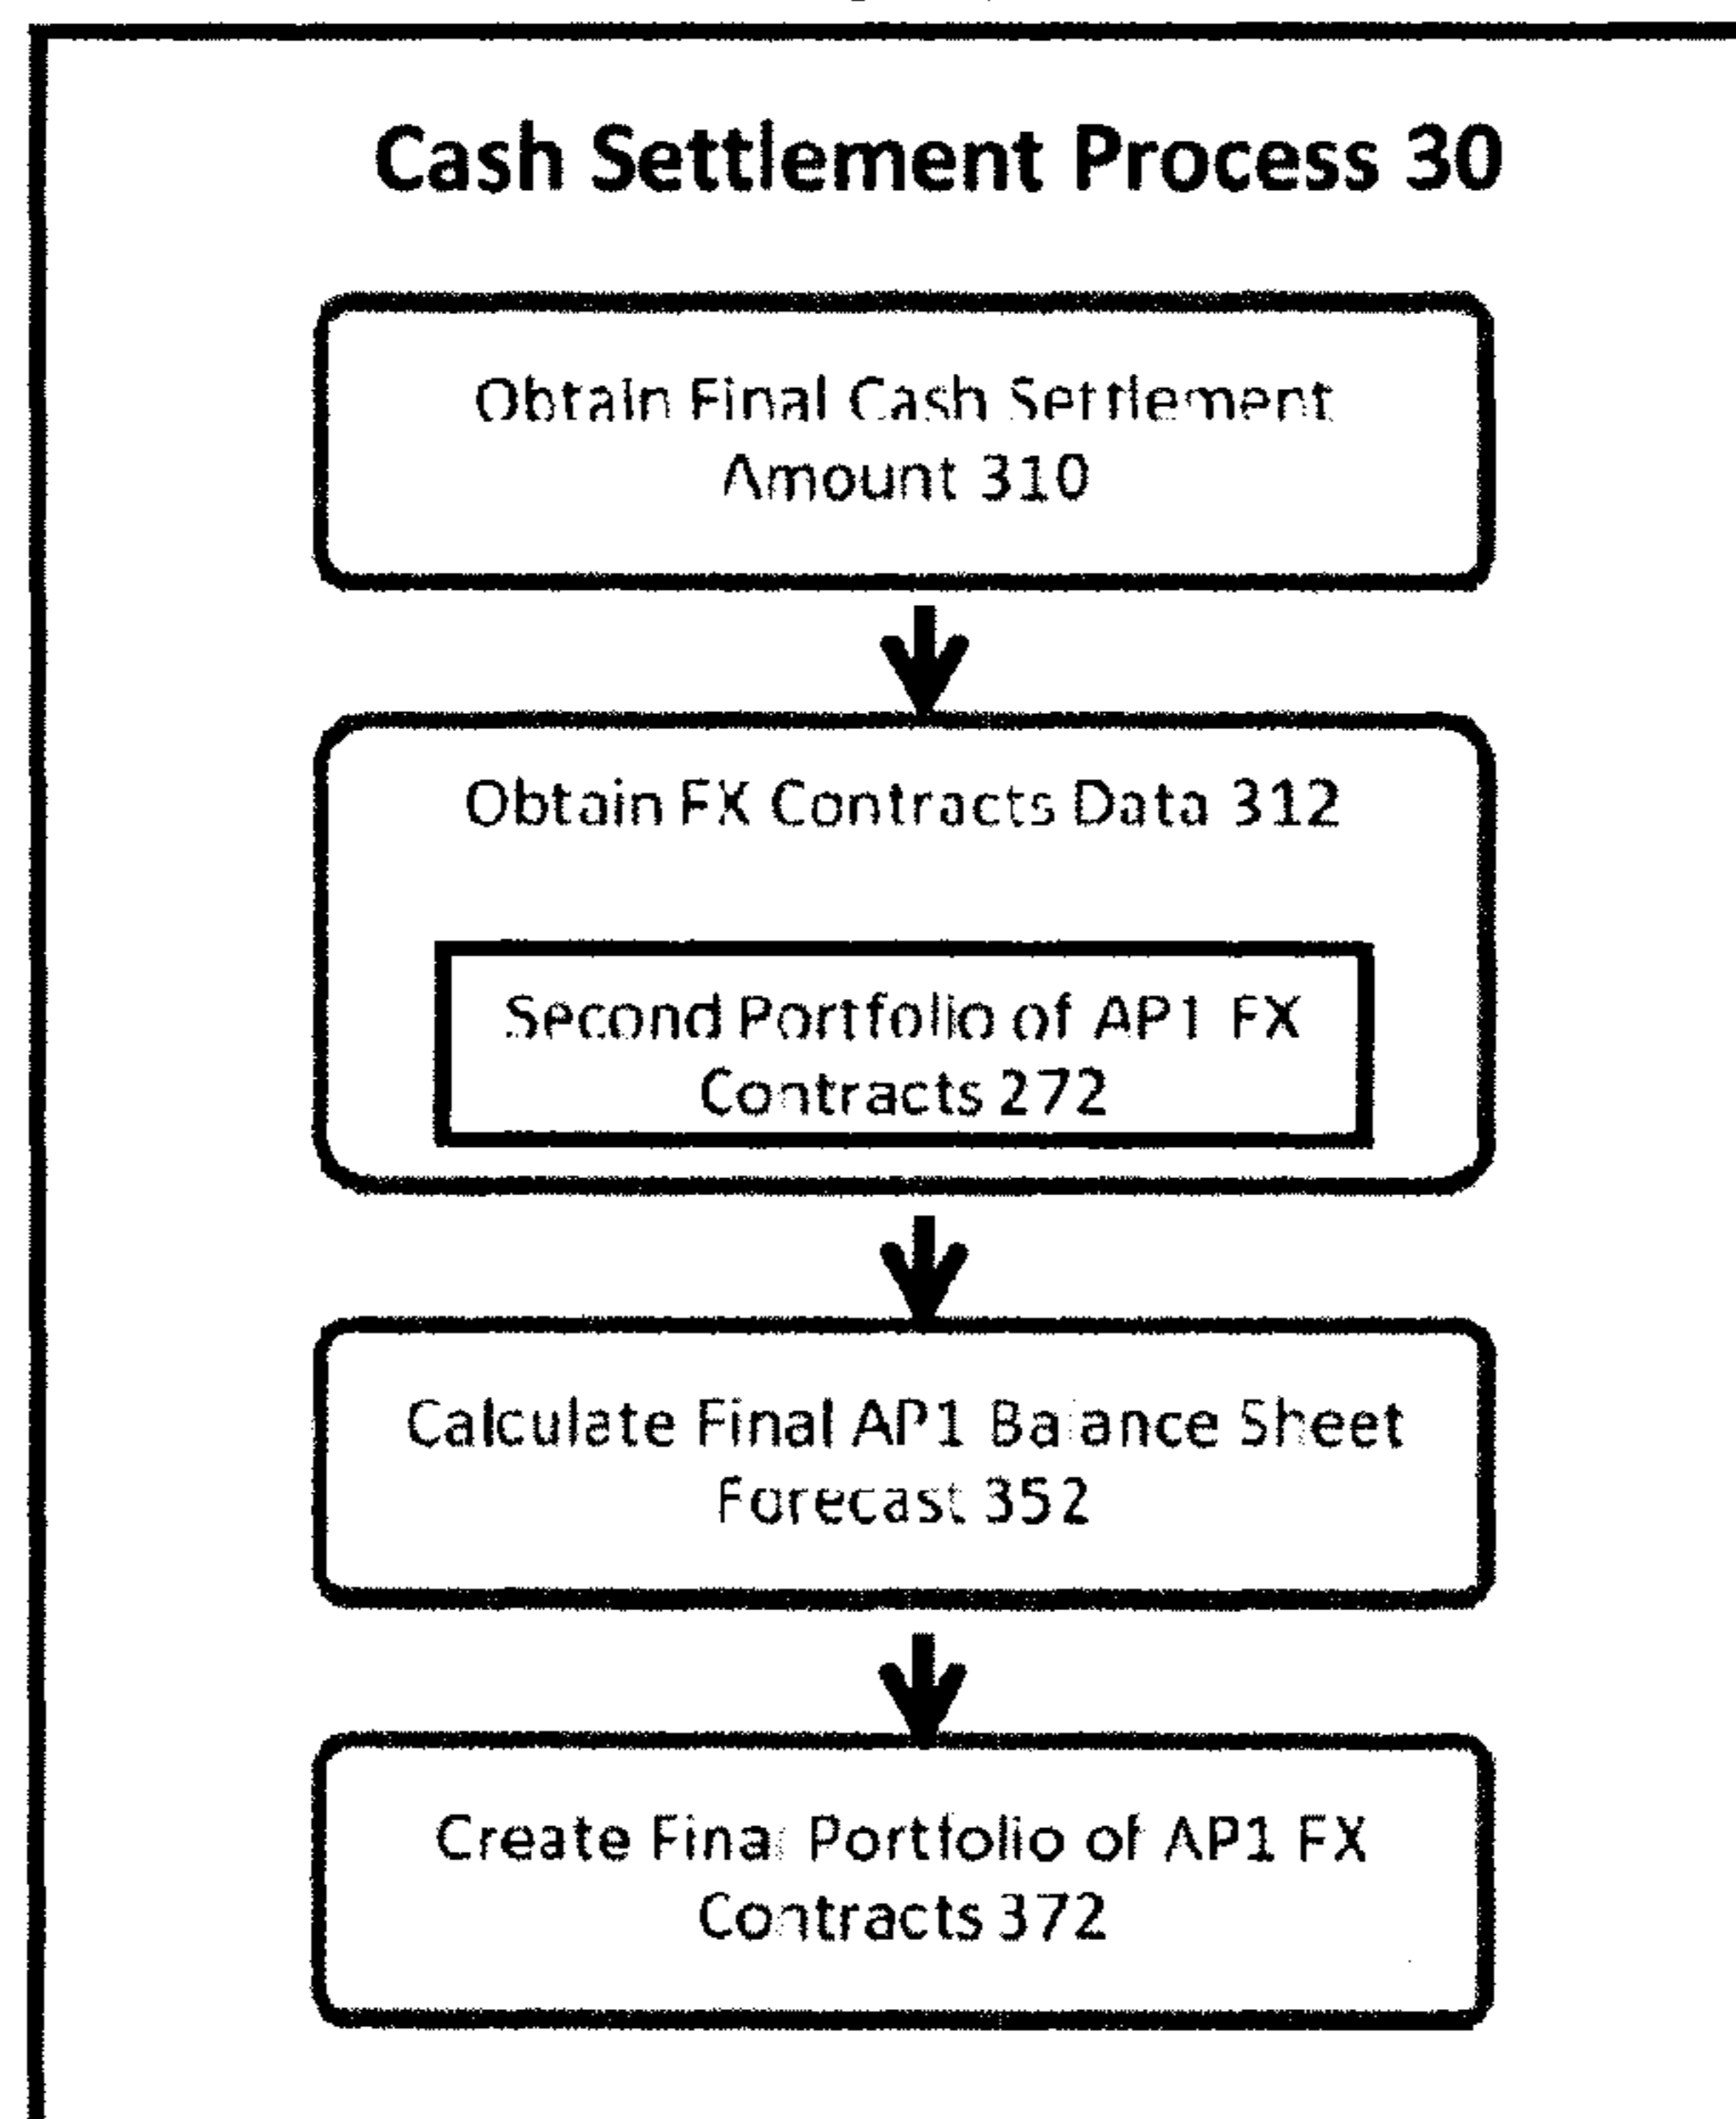 Cash Settlement Process 30
Obtain Final Cash Settlement
Amount 310
Obtain FX Contracts Data 312
Second Portfolio of AP1 FX
Contracts 272
Calculate Final AP1 Balance Sheet
Forecast 352
Create Final Portfolio of AP1 FX
Contracts 372